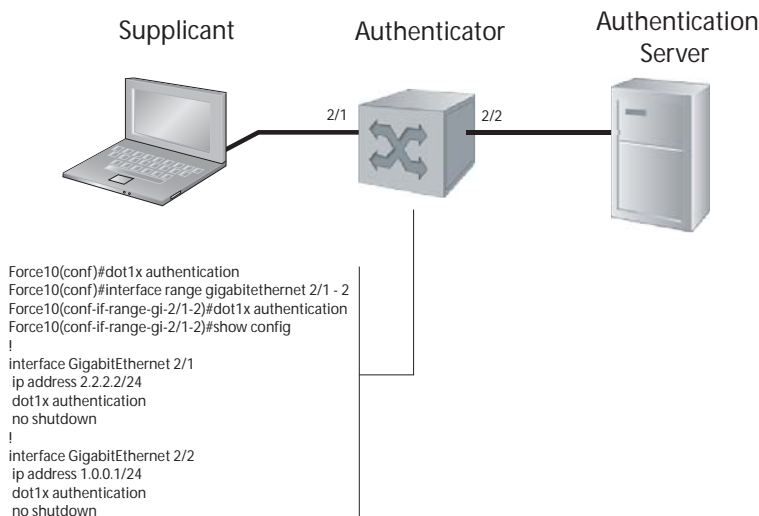 Supplicant
Authenticator
Authentication
Server
2/1
2/2
Force10(conf)#dot1x authentication
Force10(conf)#interface range gigabitethernet 2/1 - 2
Force10(conf-if-range-gi-2/1-2)#dot1x authentication
Force10(conf-if-range-gi-2/1-2)#show config
!
interface GigabitEthernet 2/1
ip address 2.2.2.2/24
dot1x authentication
no shutdown
!
interface GigabitEthernet 2/2
ip address 1.0.0.1/24
dot1x authentication
no shutdown